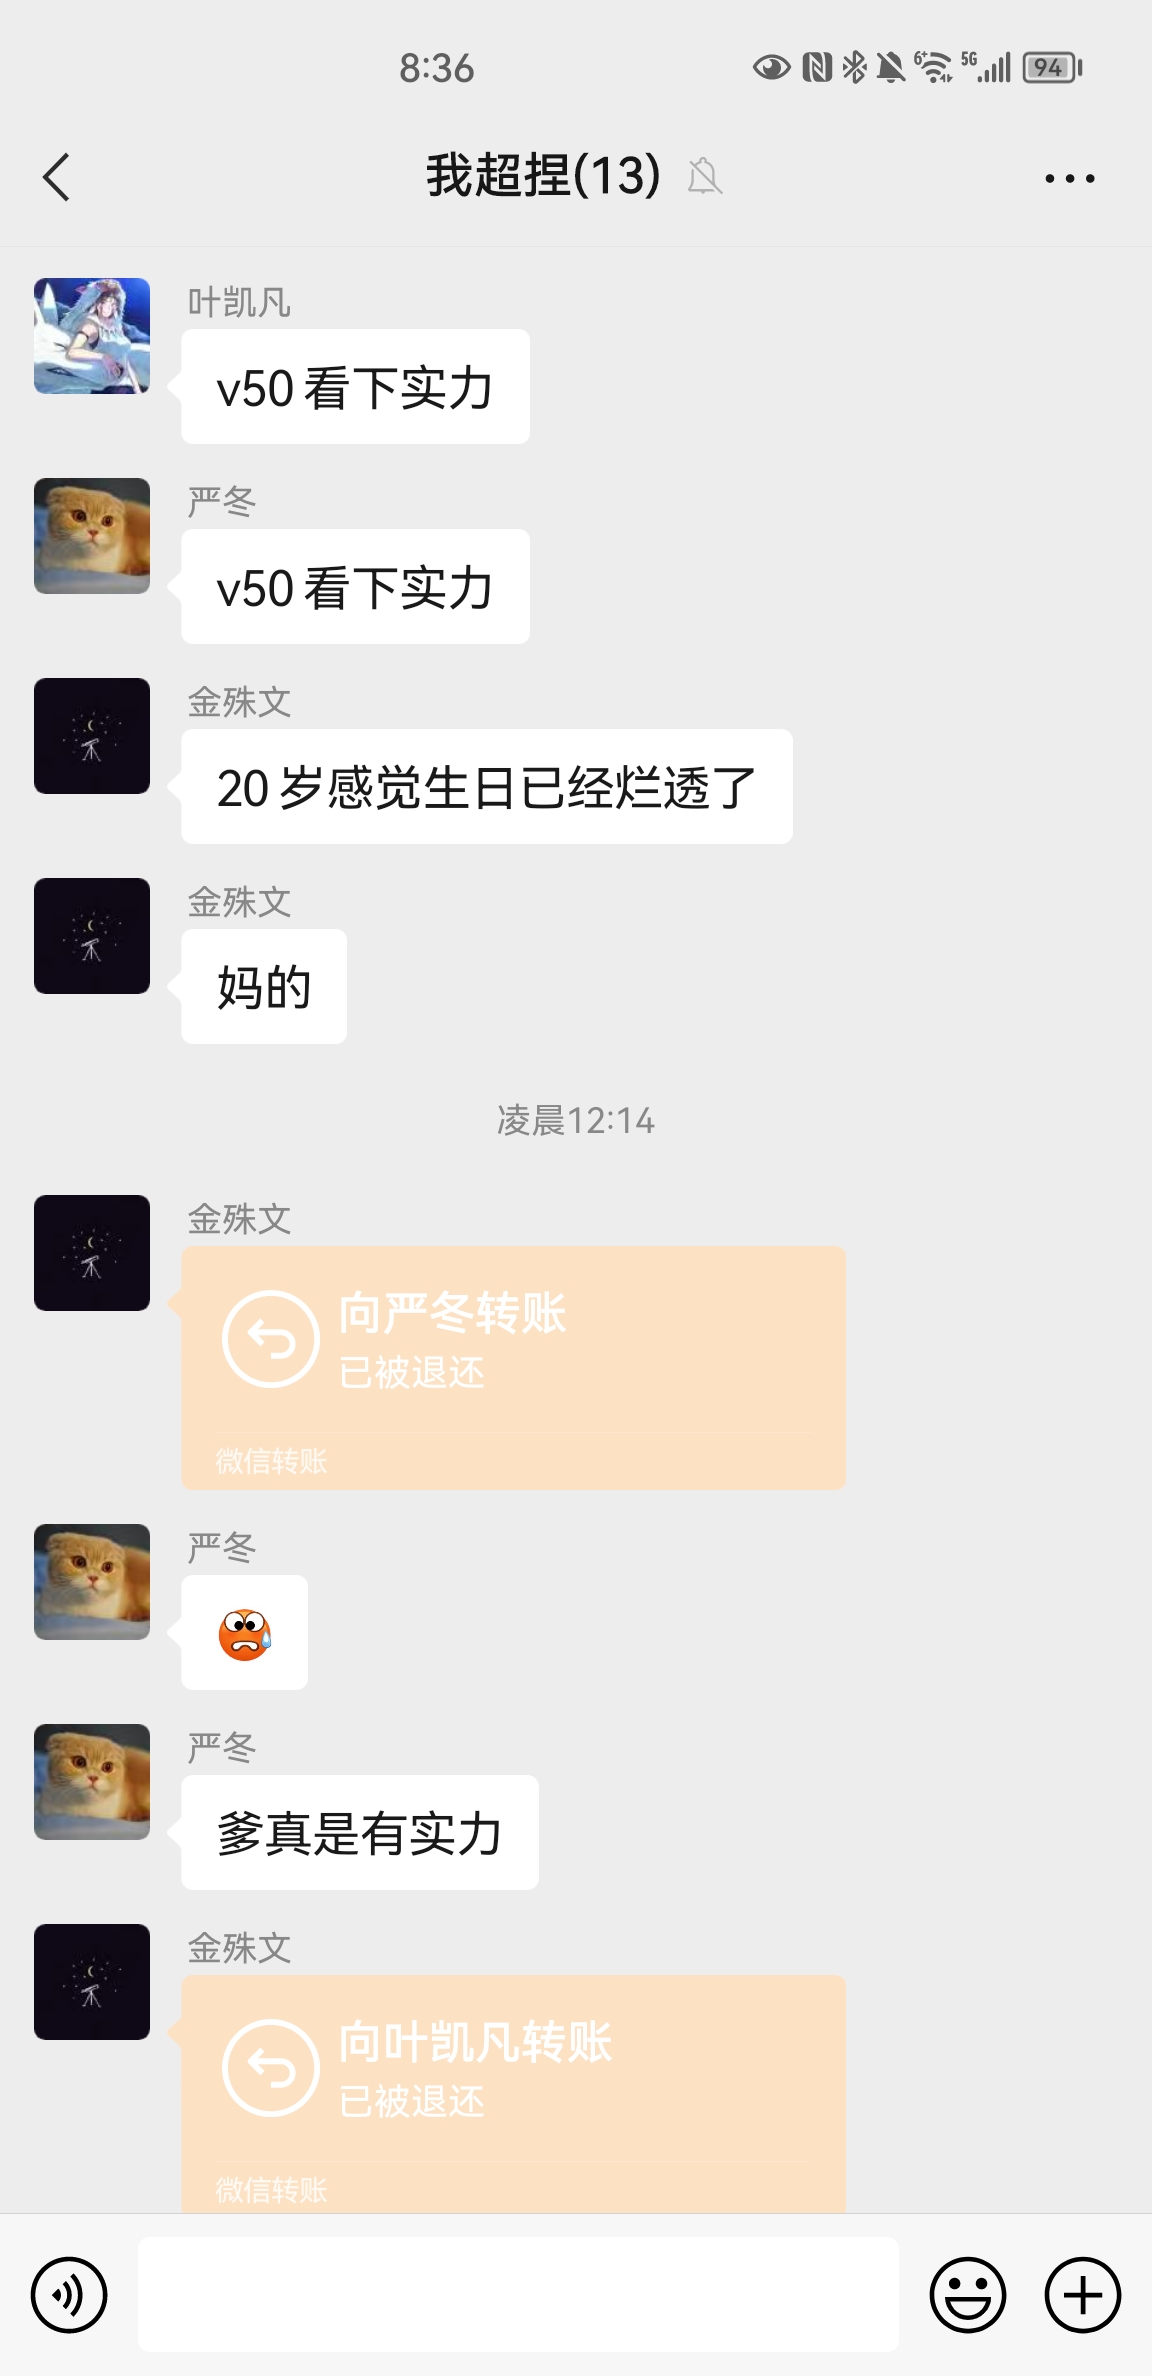 8:36
6+
5G
94
我超捏(13)
叶凯凡
v50看下实力
严冬
v50看下实力
金殊文
20岁感觉生日已经烂透了
金殊文
妈的
凌晨12:14
金殊文
向严冬转账
已被退还
微信转账
严冬
严冬
爹真是有实力
金殊文
向叶凯凡转账
已被退还
微信转账